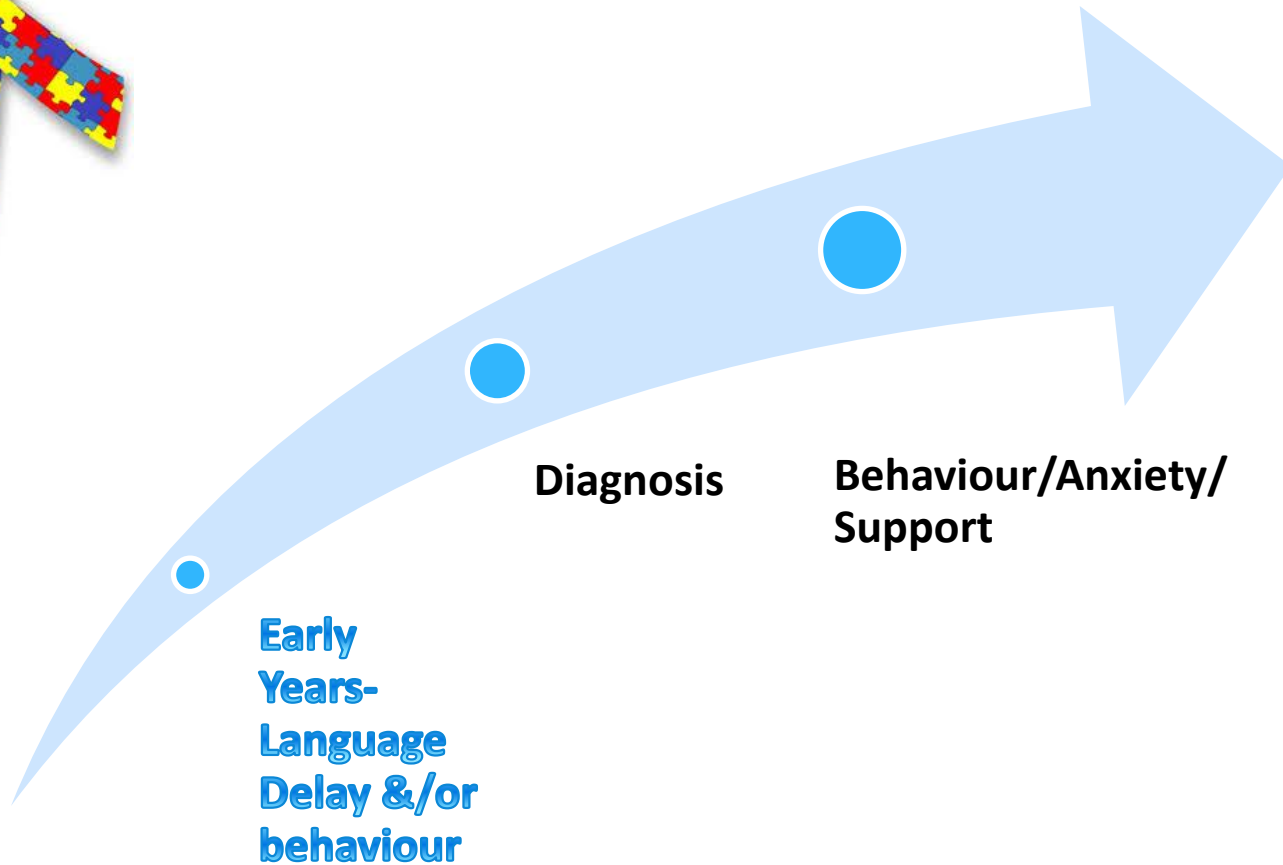 Diagnosis
Behaviour/Anxiety/
Support
Early
Years-
Language
Delay &/or
behaviour